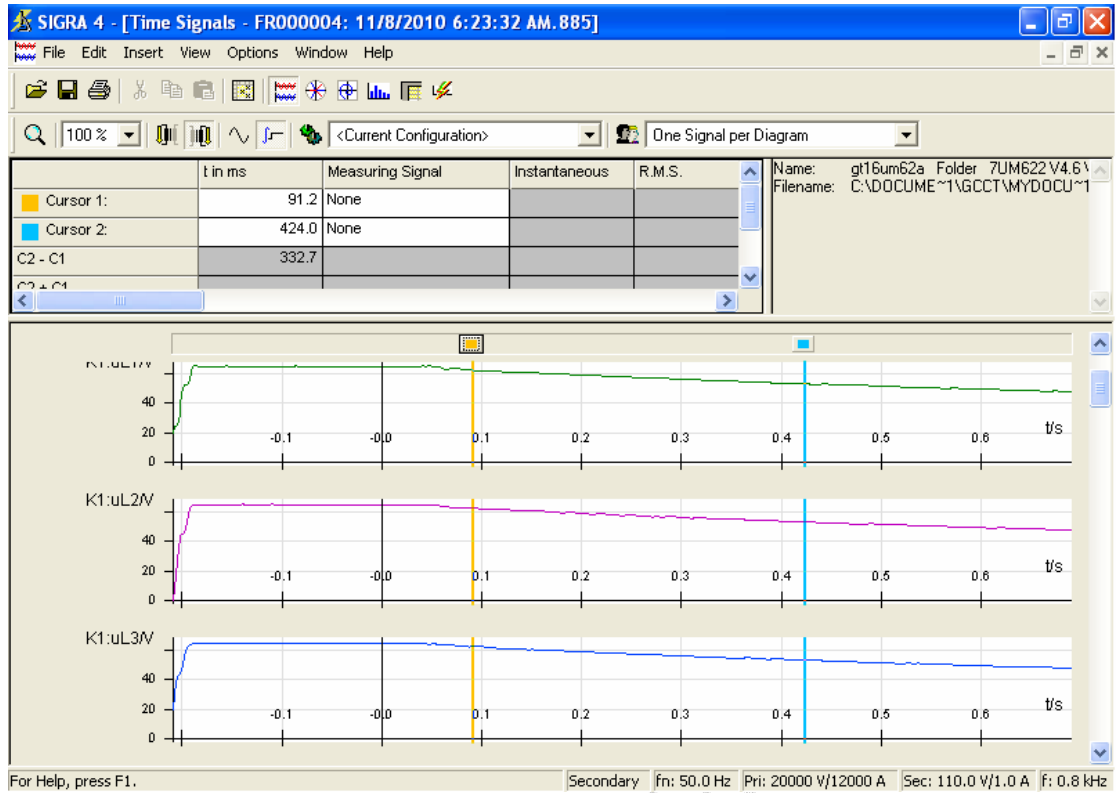 SIGRA 4 - [Time Signals - FR000004: 11/8/2010 6:23:32 AM.885]
File Edit Insert View Options Window Help
100 % <Current Configuration> One Signal per Diagram
t in ms Measuring Signal Instantaneous R.M.S.
Cursor 1: 91.2 None
Cursor 2: 424.0 None
C2 - C1 332.7
C2 + C1
Name: gt16um62a Folder 7UM622 V4.6 \
Filename: C:\DOCUME~1\GCCT\MYDOCU~1
K1:uL1/V
40
20
0
-0.1 -0.0 0.1 0.2 0.3 0.4 0.5 0.6 t/s
K1:uL2/V
40
20
0
-0.1 -0.0 0.1 0.2 0.3 0.4 0.5 0.6 t/s
K1:uL3/V
40
20
0
-0.1 -0.0 0.1 0.2 0.3 0.4 0.5 0.6 t/s
For Help, press F1. Secondary fn: 50.0 Hz Pri: 20000 V/12000 A Sec: 110.0 V/1.0 A f: 0.8 kHz